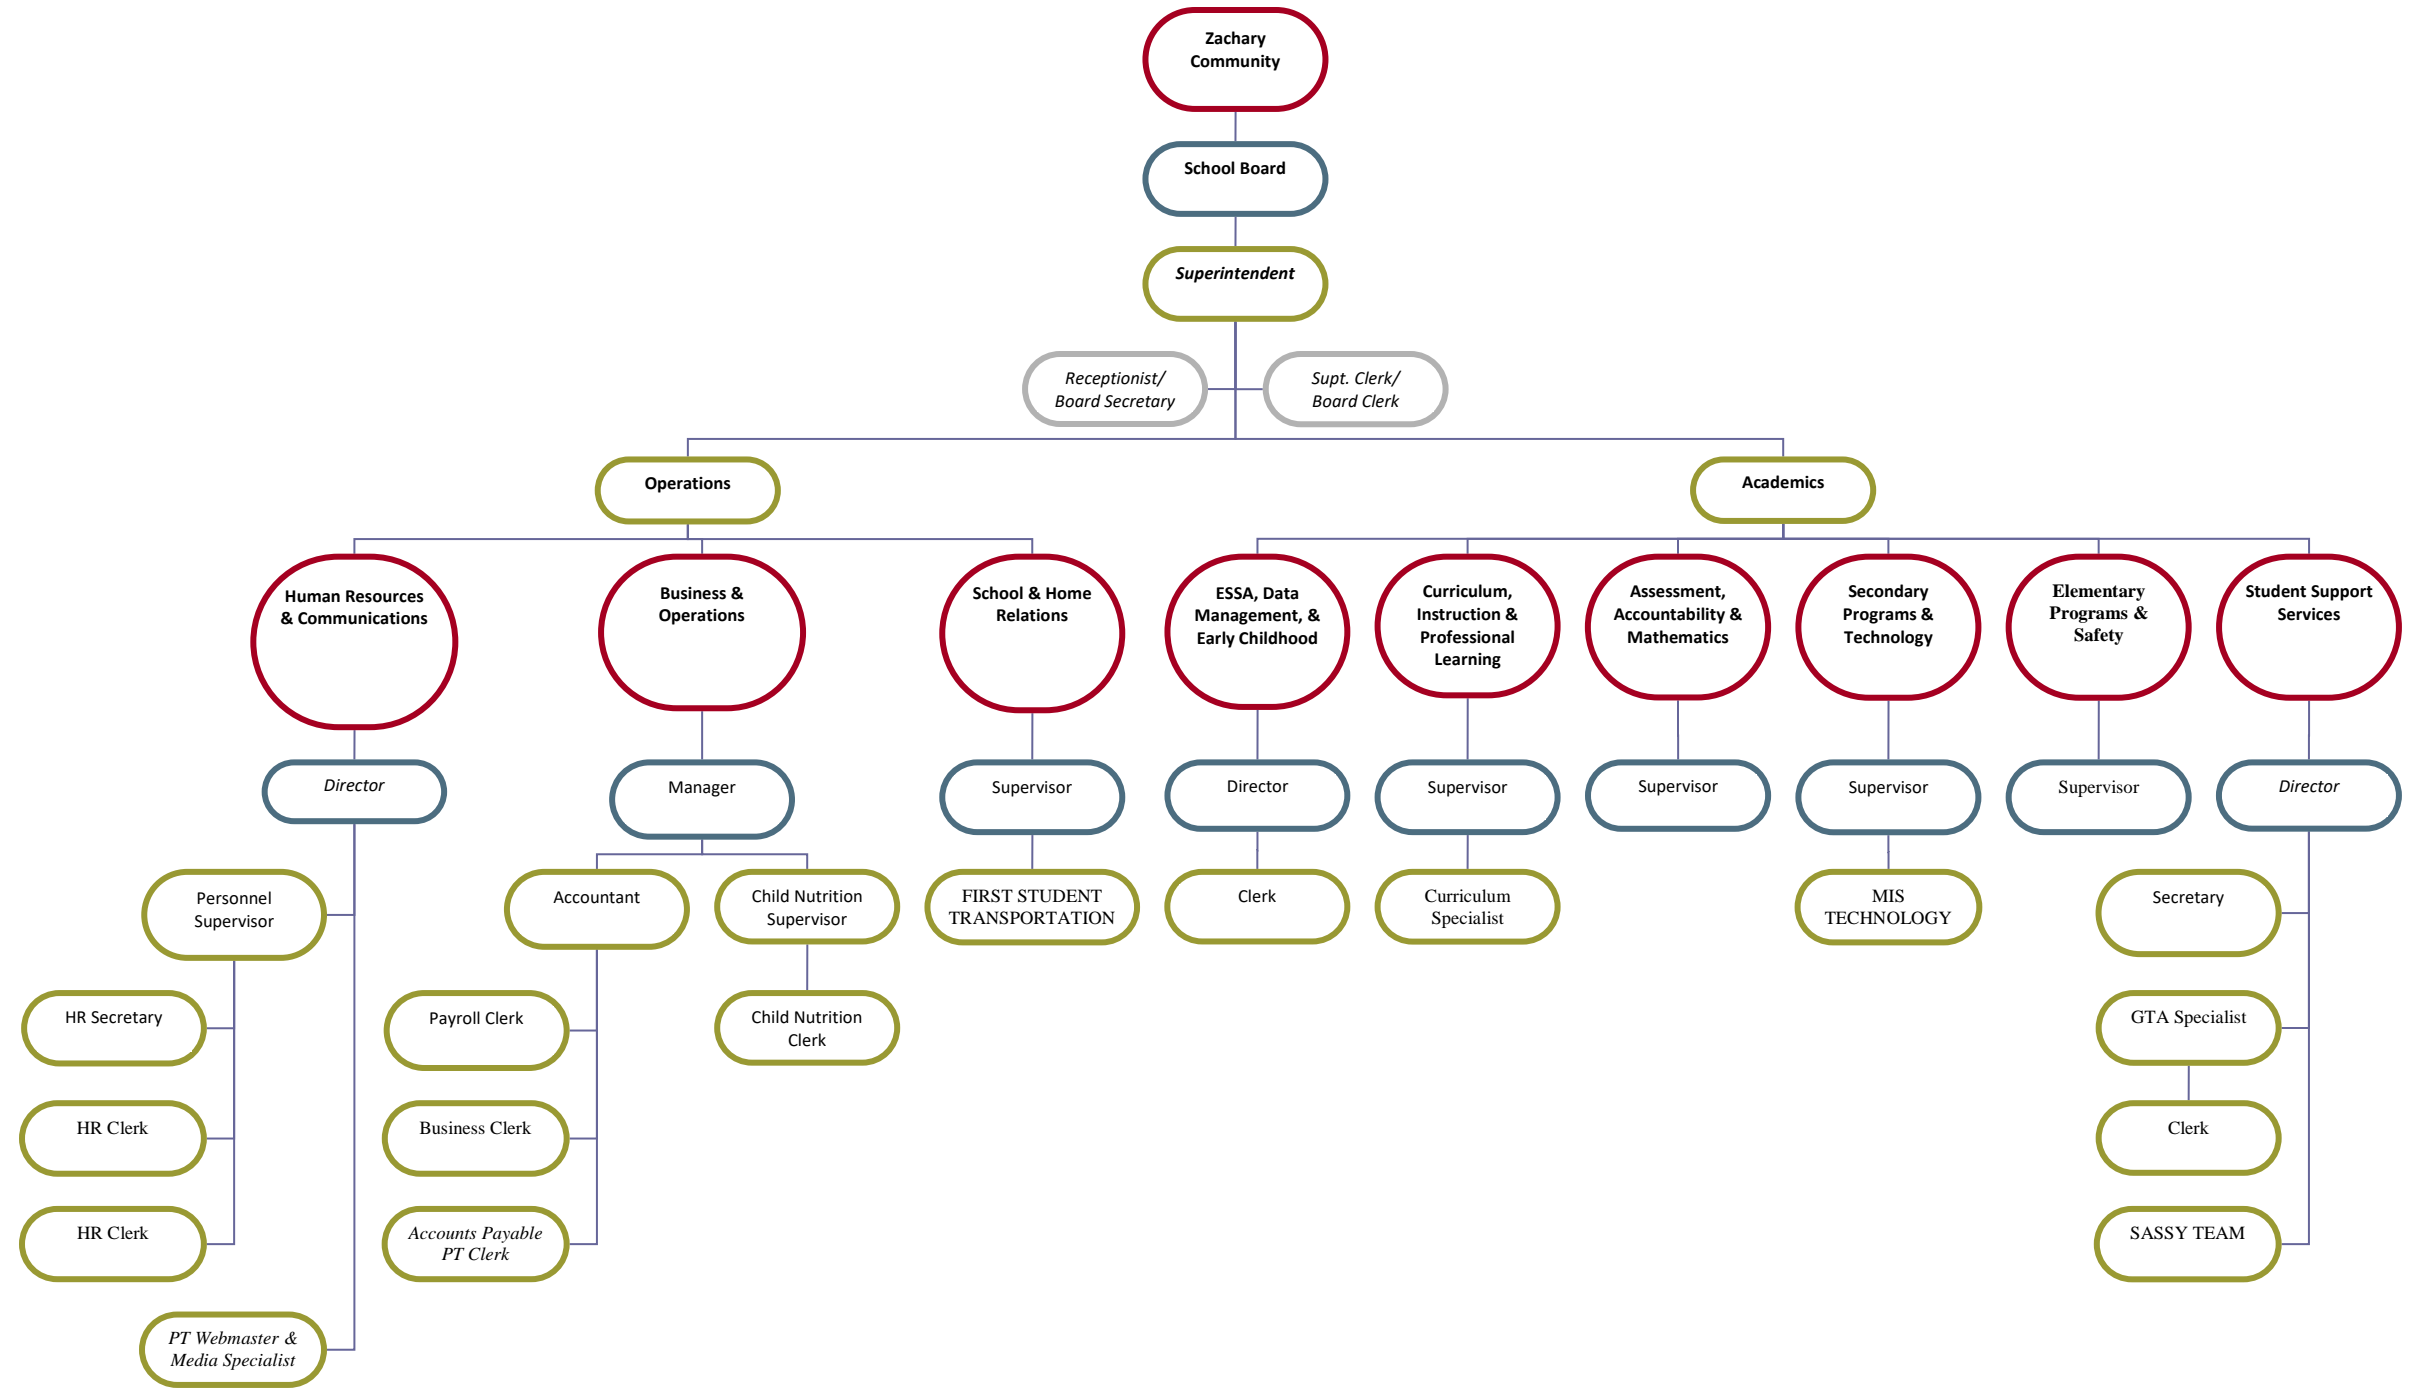 Zachary
Community
School Board
Superintendent
Receptionist/
Board Secretary
Supt. Clerk/
Board Clerk
Operations
Academics
Human Resources
& Communications
Business &
Operations
School & Home
Relations
ESSA, Data
Management, &
Early Childhood
Curriculum,
Instruction &
Professional
Learning
Assessment,
Accountability &
Mathematics
Secondary
Programs &
Technology
Elementary
Programs &
Safety
Student Support
Services
Director
Manager
Supervisor
Director
Supervisor
Supervisor
Supervisor
Supervisor
Director
Personnel
Supervisor
Accountant
Child Nutrition
Supervisor
FIRST STUDENT
TRANSPORTATION
Clerk
Curriculum
Specialist
MIS
TECHNOLOGY
Secretary
HR Secretary
Payroll Clerk
Child Nutrition
Clerk
GTA Specialist
HR Clerk
Business Clerk
Clerk
HR Clerk
Accounts Payable
PT Clerk
SASSY TEAM
PT Webmaster &
Media Specialist